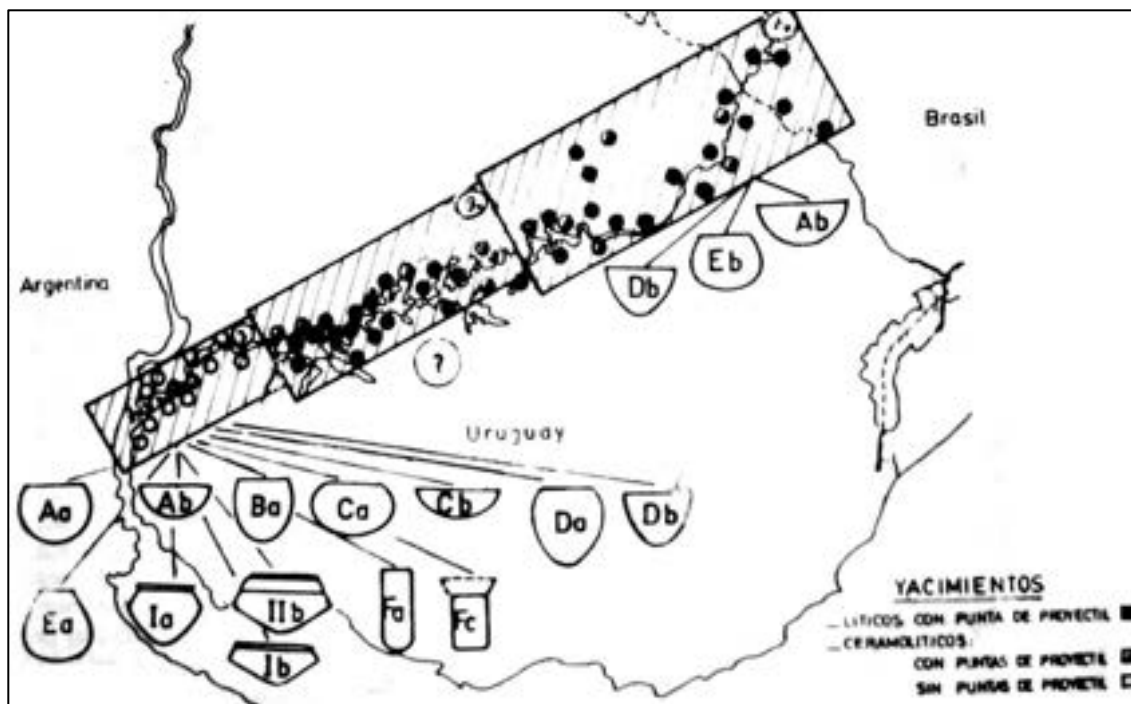 Brasil
Argentina
Uruguay
?
Ab
Eb
Db
Aa
Ab
Ba
Ca
Cb
Da
Db
Ea
Ia
IIb
Ib
Fa
Fc
YACIMIENTOS
_ LITICOS CON PUNTA DE PROYECTIL
_ CERAMOLITICOS:
CON PUNTAS DE PROYECTIL
SIN PUNTAS DE PROYECTIL